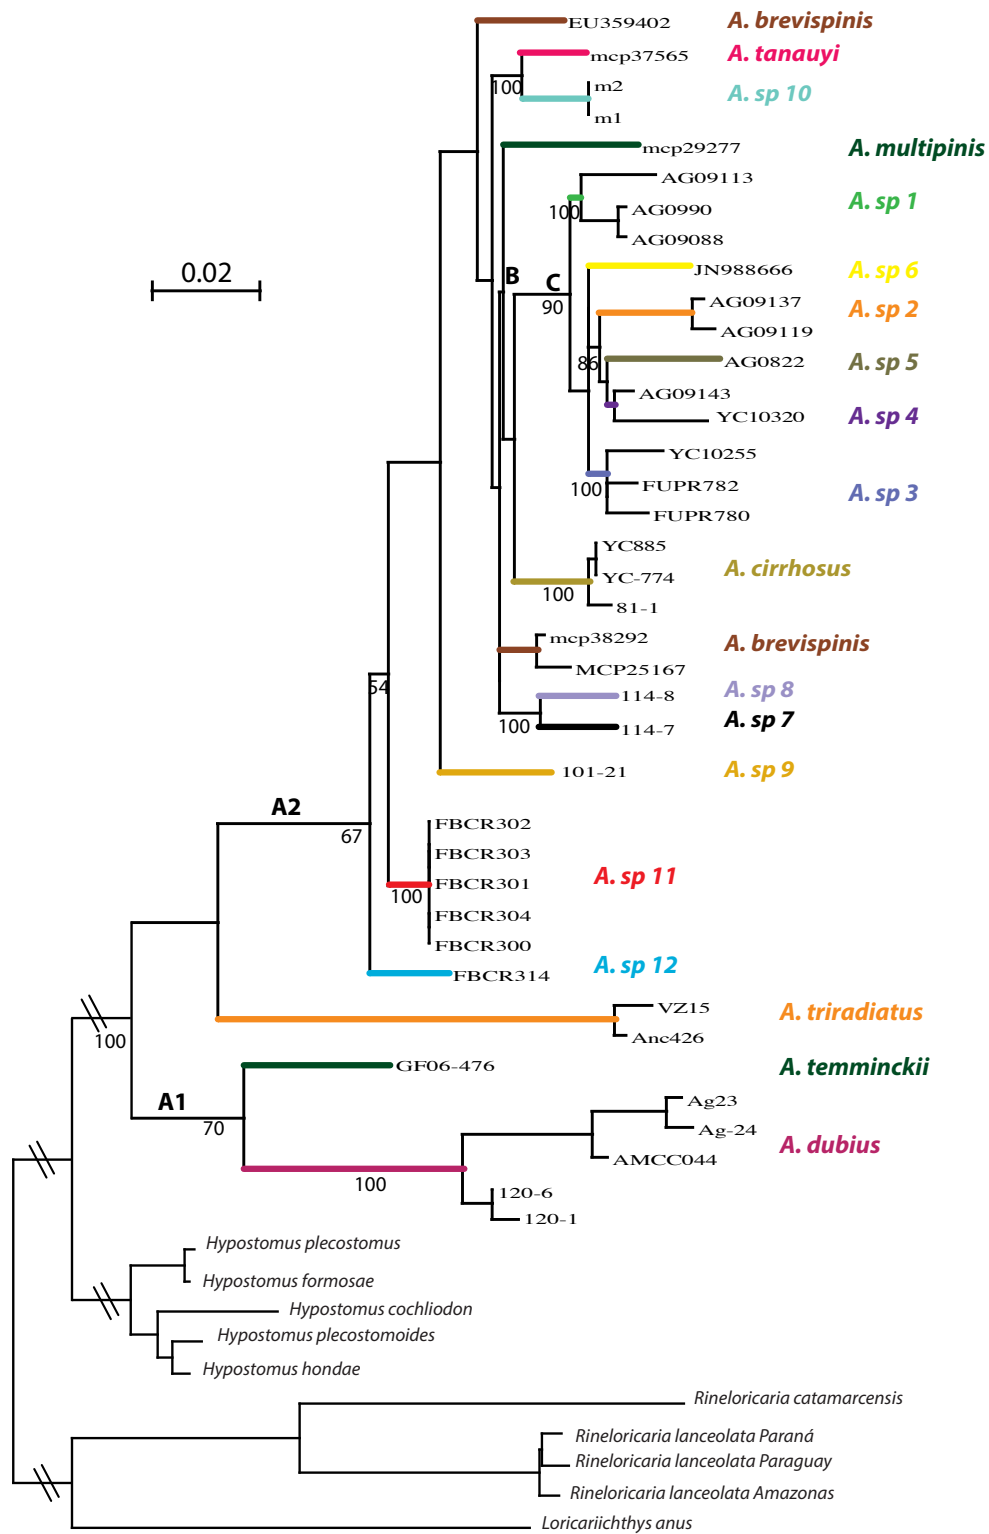 EU359402 A. brevispinis
mcp37565 A. tanauyi
100
m2
A. sp 10
m1
mcp29277 A. multipinis
AG09113
100
AG0990 A. sp 1
AG09088
0.02
B
C
90
JN988666 A. sp 6
AG09137
A. sp 2
AG09119
86
AG0822 A. sp 5
AG09143
A. sp 4
YC10320
YC10255
100
FUPR782 A. sp 3
FUPR780
YC885
A. cirrhosus
YC-774
100
81-1
mcp38292 A. brevispinis
MCP25167
114-8 A. sp 8
100
114-7 A. sp 7
54
101-21 A. sp 9
A2
67
FBCR302
FBCR303
FBCR301 A. sp 11
100
FBCR304
FBCR300
FBCR314 A. sp 12
VZ15
A. triradiatus
Anc426
100
GF06-476 A. temminckii
A1
70
Ag23
Ag-24
A. dubius
AMCC044
100
120-6
120-1
Hypostomus plecostomus
Hypostomus formosae
Hypostomus cochliodon
Hypostomus plecostomoides
Hypostomus hondae
Rineloricaria catamarcensis
Rineloricaria lanceolata Paraná
Rineloricaria lanceolata Paraguay
Rineloricaria lanceolata Amazonas
Loricariichthys anus